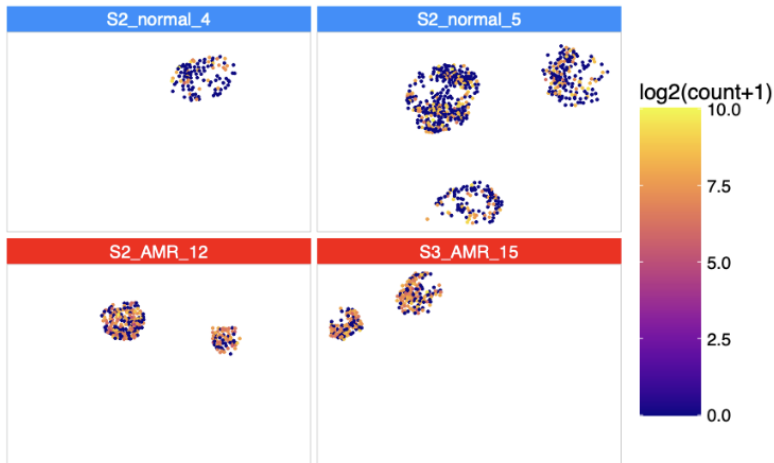 S2_normal_4
S2_normal_5
S2_AMR_12
S3_AMR_15
log2(count+1)
10.0
7.5
5.0
2.5
0.0